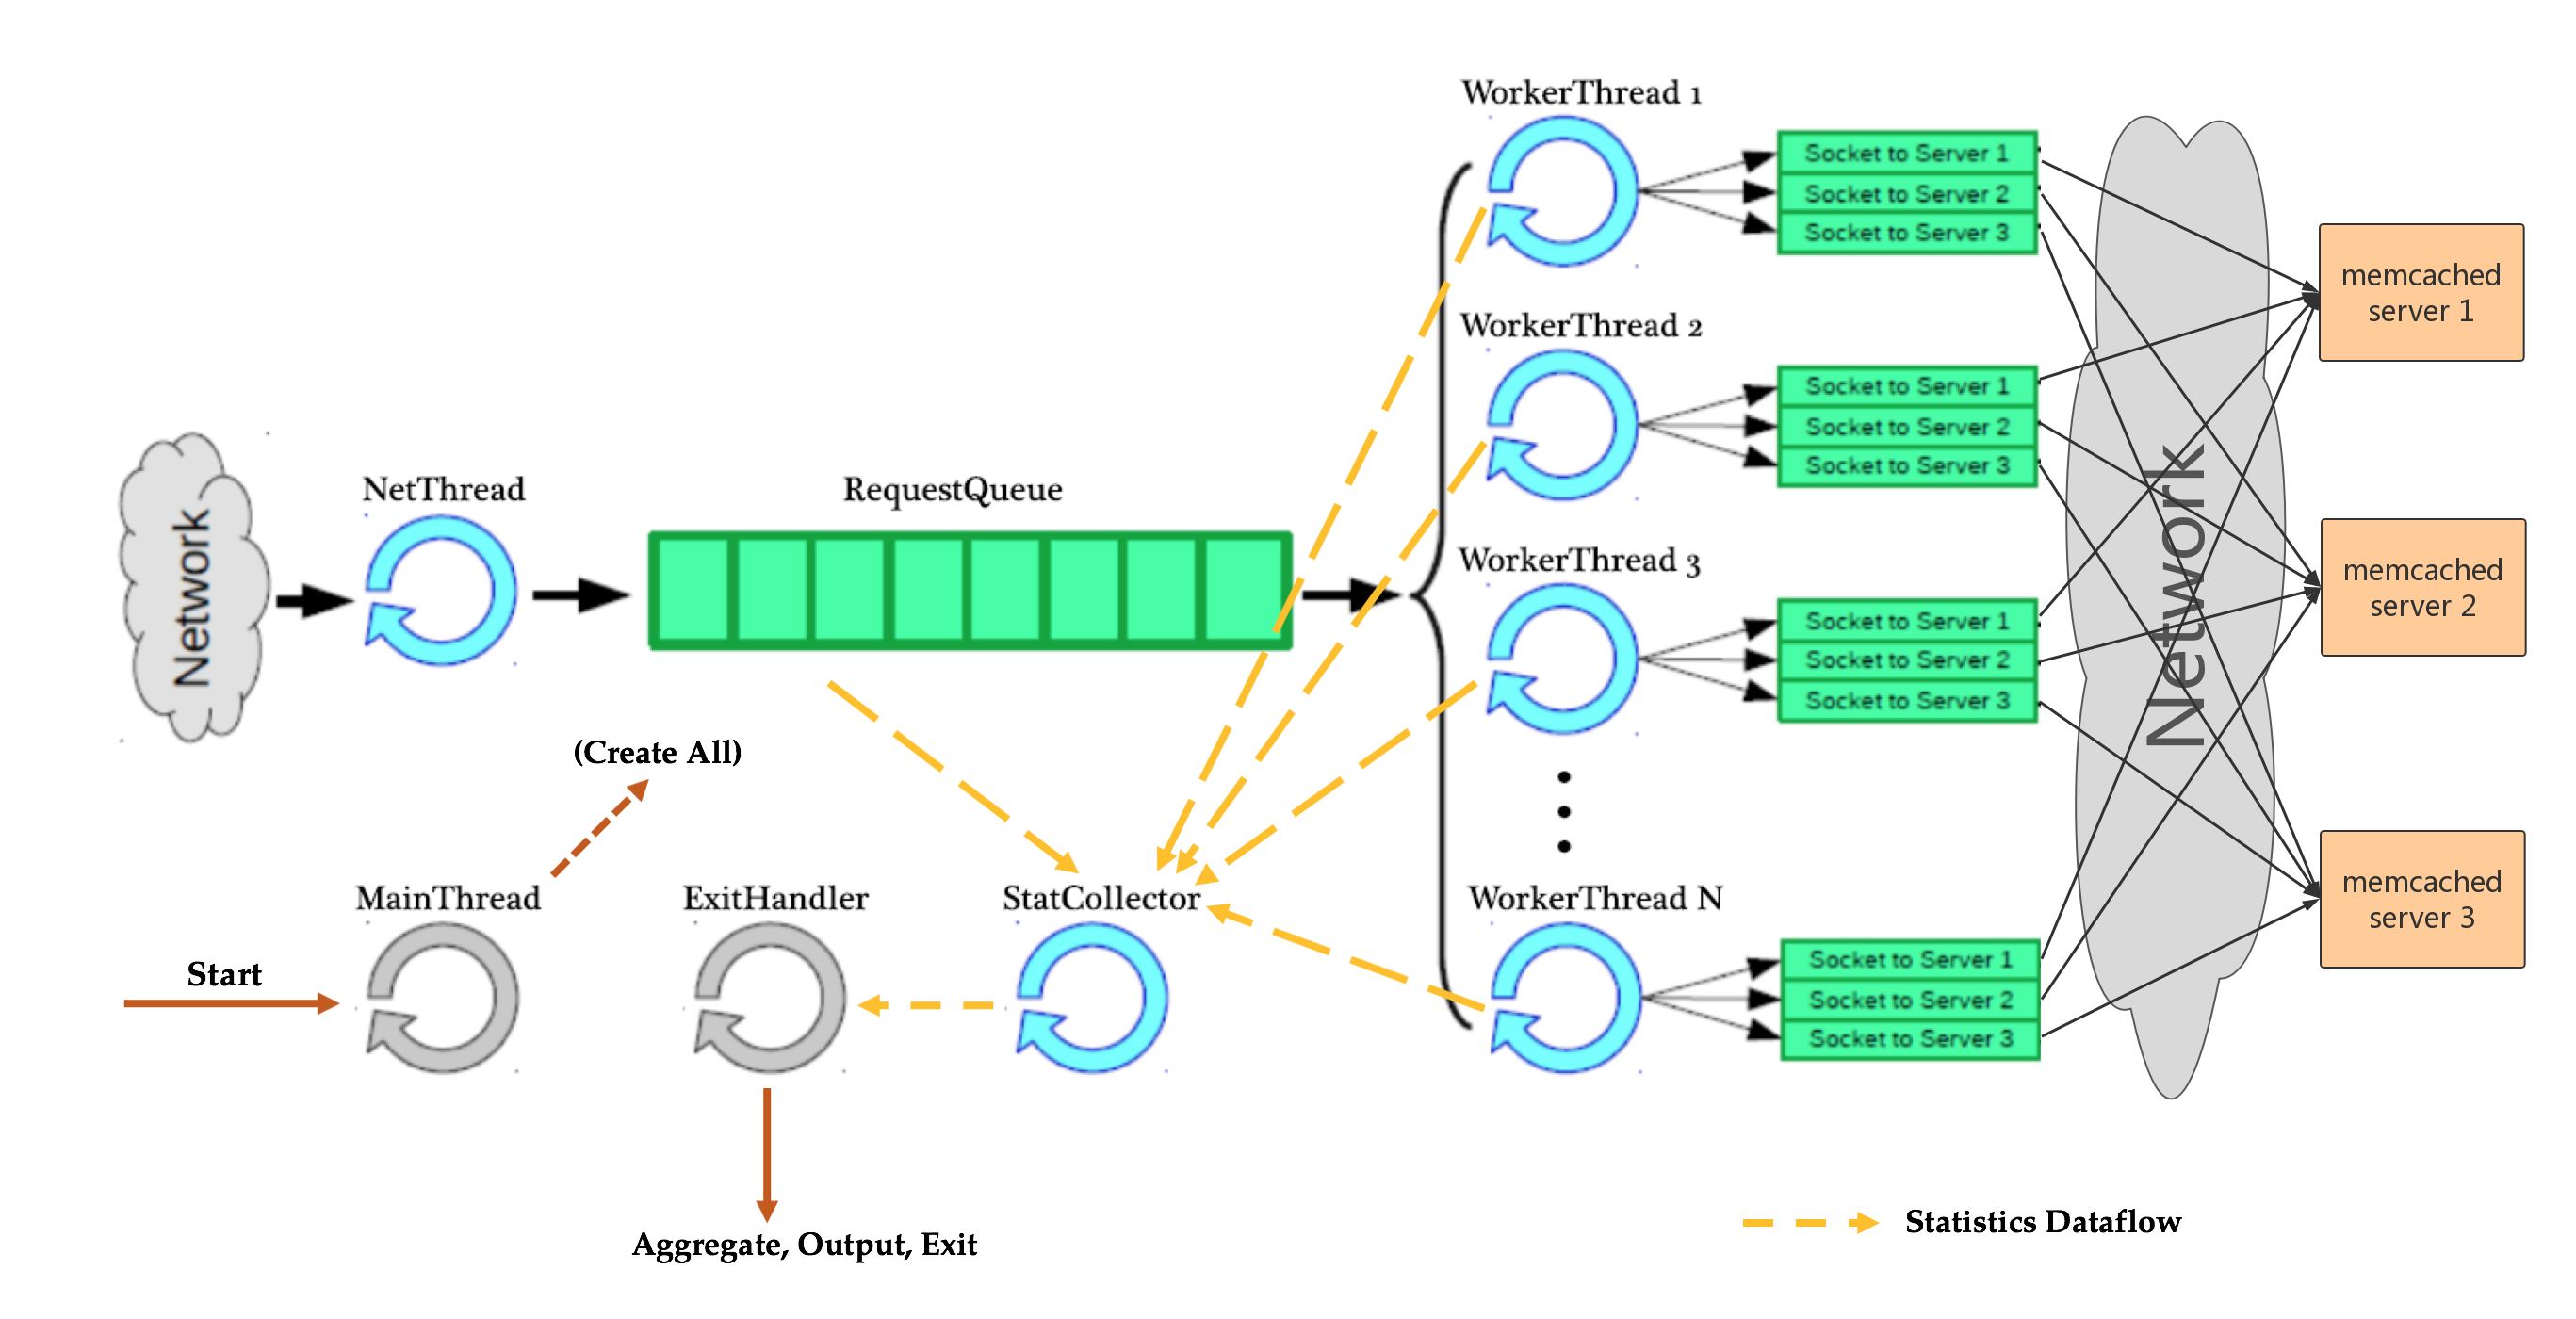 WorkerThread 1
Socket to Server 1
Socket to Server 2
Socket to Server 3
memcached
server 1
WorkerThread 2
Socket to Server 1
Socket to Server 2
Socket to Server 3
Network
NetThread
RequestQueue
WorkerThread 3
Socket to Server 1
Socket to Server 2
Socket to Server 3
Network
memcached
server 2
(Create All)
MainThread
ExitHandler
StatCollector
WorkerThread N
Socket to Server 1
Socket to Server 2
Socket to Server 3
memcached
server 3
Start
Aggregate, Output, Exit
Statistics Dataflow